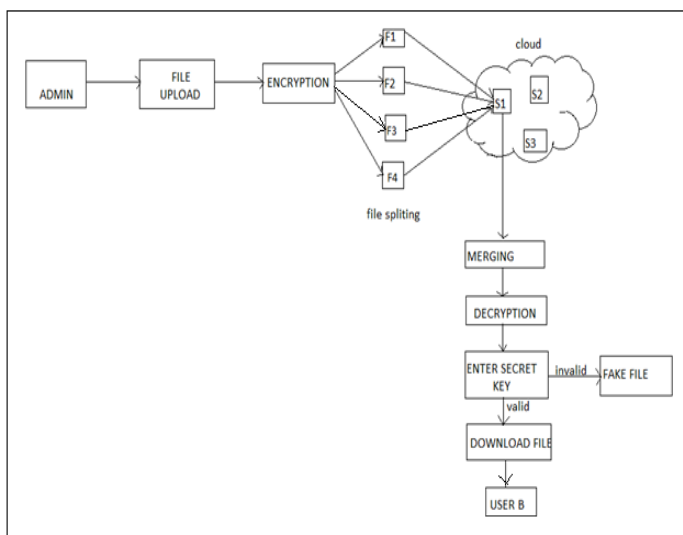 ADMIN
FILE
UPLOAD
ENCRYPTION
F1
F2
F3
F4
file spliting
cloud
S1
S2
S3
MERGING
DECRYPTION
ENTER SECRET
KEY
invalid
FAKE FILE
valid
DOWNLOAD FILE
USER B